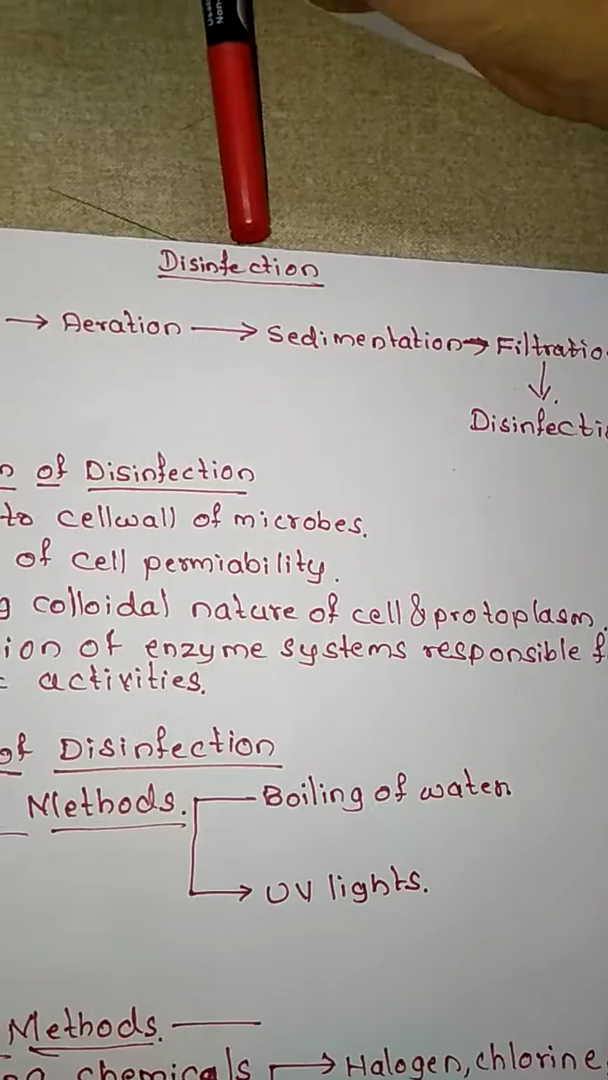 Disinfection
→ Aeration → Sedimentation → Filtratio
↓
Disinfecti
of Disinfection
to cellwall of microbes.
of cell permiability.
colloidal nature of cell & protoplasm.
ion of enzyme systems responsible f
activities.
of Disinfection
Methods. Boiling of water
→ UV lights.
Methods.
chemicals → Halogen, chlorine